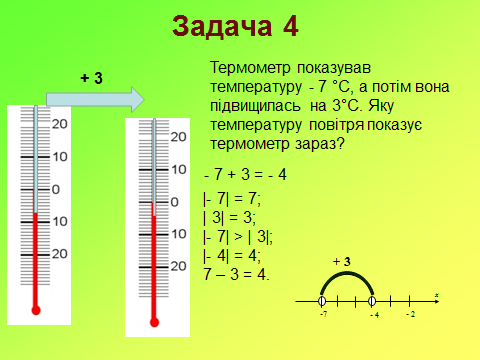 Задача 4
+ 3
Термометр показував
температуру - 7 °С, а потім вона
підвищипась на 3°С. Яку
температуру повітря показує
термометр зараз?
- 7 + 3 = - 4
|- 7| = 7;
| 3| = 3;
|- 7| > | 3|;
|- 4| = 4;
7 – 3 = 4.
20
10
0
10
20
20
10
0
10
20
+ 3
x
-7
- 4
- 2